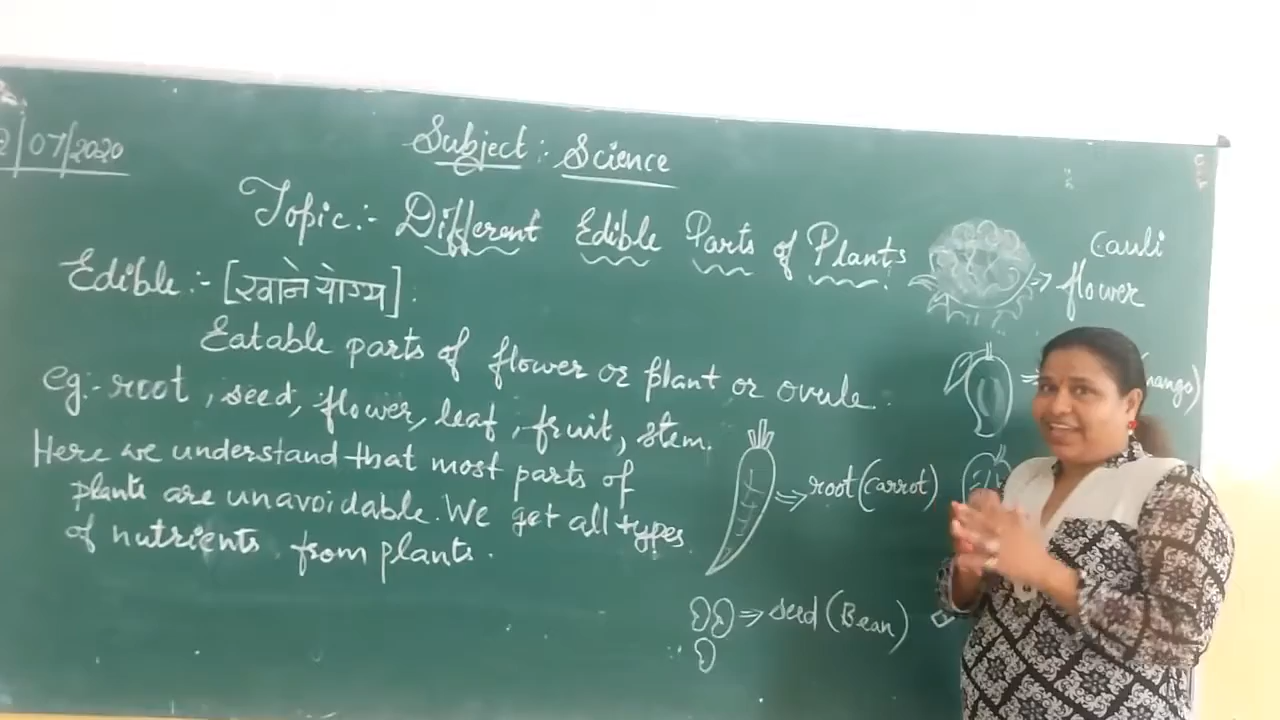 2/07/2020
Subject: Science
Topic:- Different Edible Parts of Plants
Edible:- [खाने योग्य].
Eatable parts of flower or plant or ovule.
eg:- root, seed, flower, leaf, fruit, stem.
Here we understand that most parts of
plants are unavoidable. We get all types
of nutrients from plants.
Cauli
flower
root (Carrot)
seed (Bean)